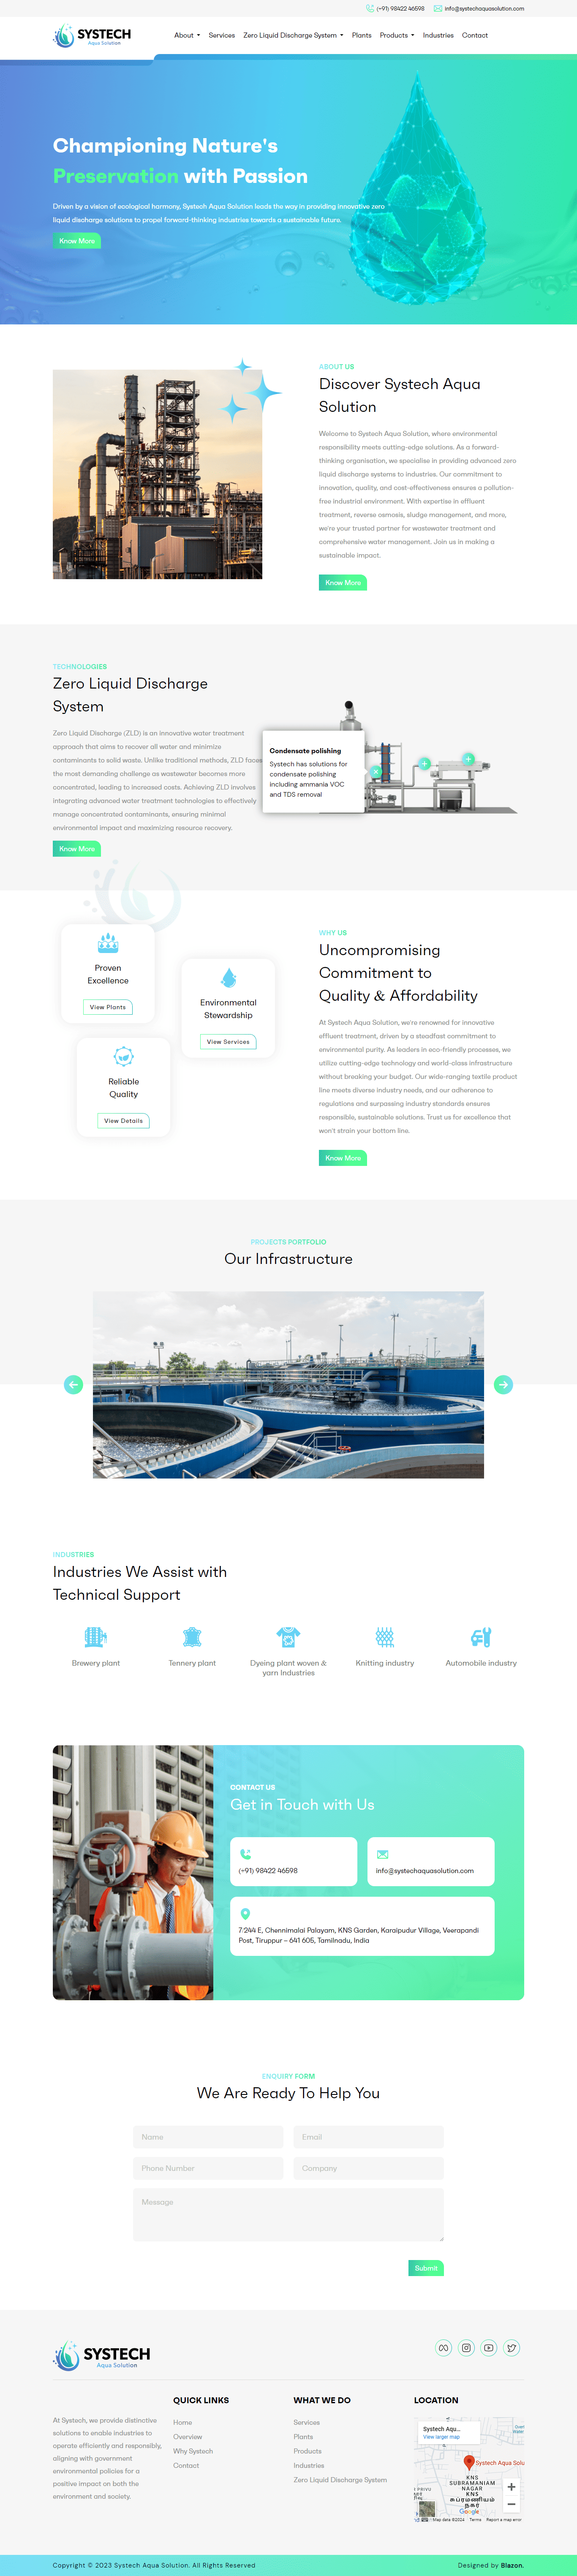 (+91) 98422 46598
info@systechaquasolution.com
SYSTECH
Aqua Solution
About
Services
Zero Liquid Discharge System
Plants
Products
Industries
Contact
Championing Nature's
Preservation with Passion
Driven by a vision of ecological harmony, Systech Aqua Solution leads the way in providing innovative zero
liquid discharge solutions to propel forward-thinking industries towards a sustainable future.
Know More
ABOUT US
Discover Systech Aqua
Solution
Welcome to Systech Aqua Solution, where environmental
responsibility meets cutting-edge solutions. As a forward-
thinking organisation, we specialise in providing advanced zero
liquid discharge systems to industries. Our commitment to
innovation, quality, and cost-effectiveness ensures a pollution-
free industrial environment. With expertise in effluent
treatment, reverse osmosis, sludge management, and more,
we're your trusted partner for wastewater treatment and
comprehensive water management. Join us in making a
sustainable impact.
Know More
TECHNOLOGIES
Zero Liquid Discharge
System
Zero Liquid Discharge (ZLD) is an innovative water treatment
approach that aims to recover all water and minimize
contaminants to solid waste. Unlike traditional methods, ZLD faces
the most demanding challenge as wastewater becomes more
concentrated, leading to increased costs. Achieving ZLD involves
integrating advanced water treatment technologies to effectively
manage concentrated contaminants, ensuring minimal
environmental impact and maximizing resource recovery.
Know More
Condensate polishing
Systech has solutions for
condensate polishing
including ammania VOC
and TDS removal
Proven
Excellence
View Plants
Environmental
Stewardship
View Services
Reliable
Quality
View Details
WHY US
Uncompromising
Commitment to
Quality & Affordability
At Systech Aqua Solution, we're renowned for innovative
effluent treatment, driven by a steadfast commitment to
environmental purity. As leaders in eco-friendly processes, we
utilize cutting-edge technology and world-class infrastructure
without breaking your budget. Our wide-ranging textile product
line meets diverse industry needs, and our adherence to
regulations and surpassing industry standards ensures
responsible, sustainable solutions. Trust us for excellence that
won't strain your bottom line.
Know More
PROJECTS PORTFOLIO
Our Infrastructure
INDUSTRIES
Industries We Assist with
Technical Support
Brewery plant
Tennery plant
Dyeing plant woven &
yarn Industries
Knitting industry
Automobile industry
CONTACT US
Get in Touch with Us
(+91) 98422 46598
info@systechaquasolution.com
7/244 E, Chennimalai Palayam, KNS Garden, Karaipudur Village, Veerapandi
Post, Tiruppur – 641 605, Tamilnadu, India
ENQUIRY FORM
We Are Ready To Help You
Name
Email
Phone Number
Company
Message
Submit
SYSTECH
Aqua Solution
At Systech, we provide distinctive
solutions to enable industries to
operate efficiently and responsibly,
aligning with government
environmental policies for a
positive impact on both the
environment and society.
QUICK LINKS
Home
Overview
Why Systech
Contact
WHAT WE DO
Services
Plants
Products
Industries
Zero Liquid Discharge System
LOCATION
Systech Aqu...
View larger map
Systech Aqua Solu
KNS
SUBRAMANIAM
NAGAR
KNS
சுப்ரமணியம்
நகர்
Google
Map data ©2024
Terms
Report a map error
Copyright © 2023 Systech Aqua Solution. All Rights Reserved
Designed by Blazon.